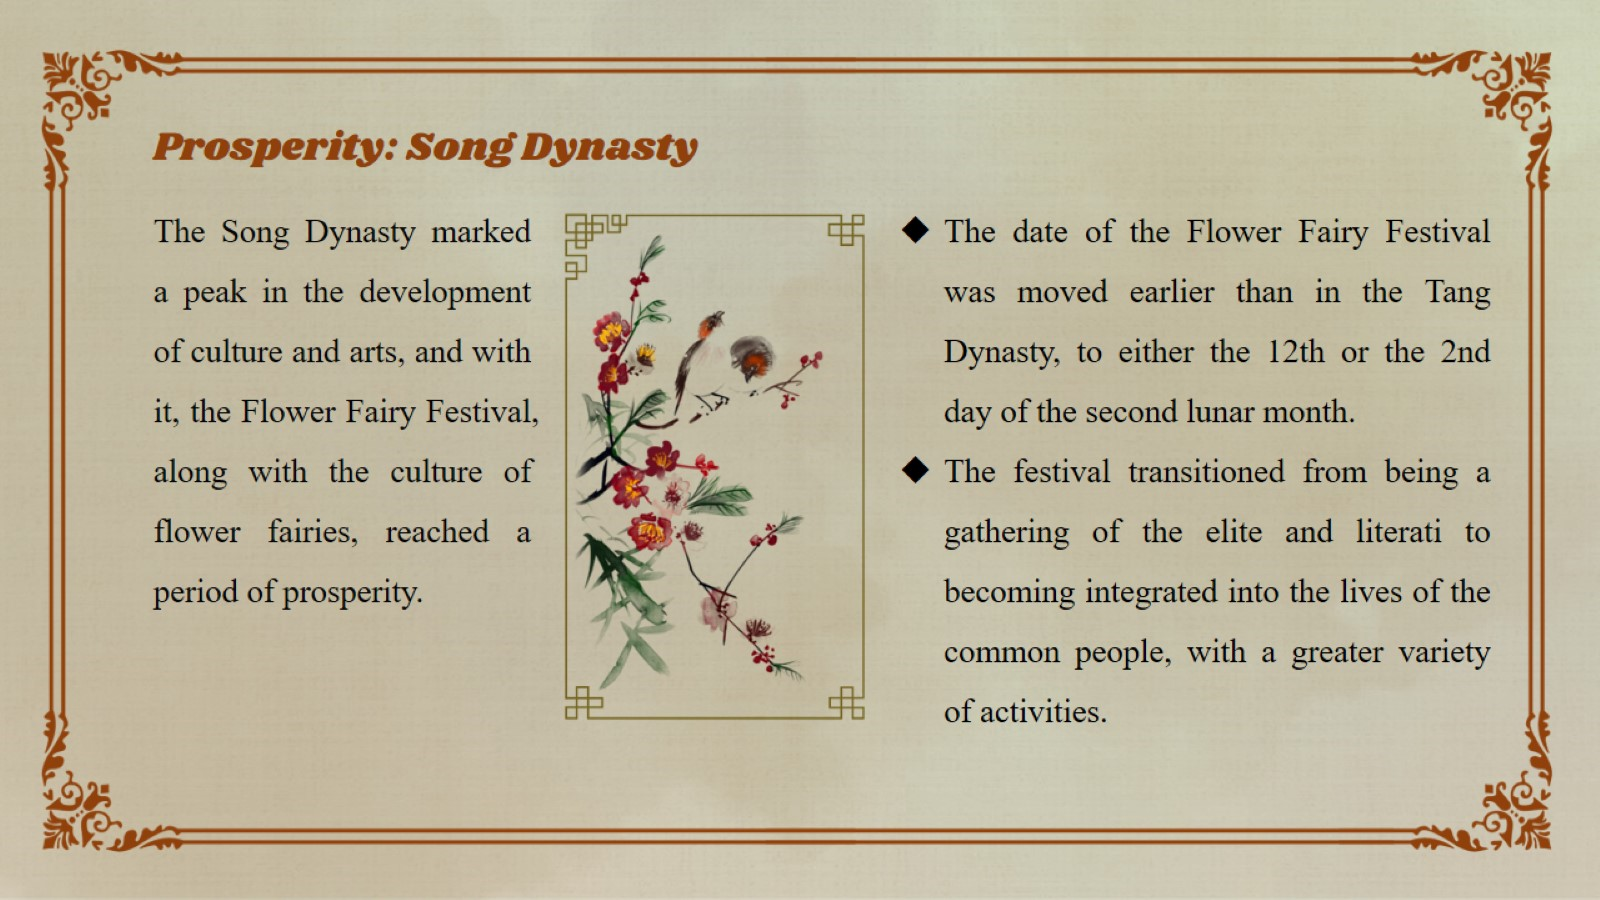 Prosperity: Song Dynasty
The Song Dynasty marked
a peak in the development
of culture and arts, and with
it, the Flower Fairy Festival,
along with the culture of
flower fairies, reached a
period of prosperity.
◆ The date of the Flower Fairy Festival
was moved earlier than in the Tang
Dynasty, to either the 12th or the 2nd
day of the second lunar month.
◆ The festival transitioned from being a
gathering of the elite and literati to
becoming integrated into the lives of the
common people, with a greater variety
of activities.